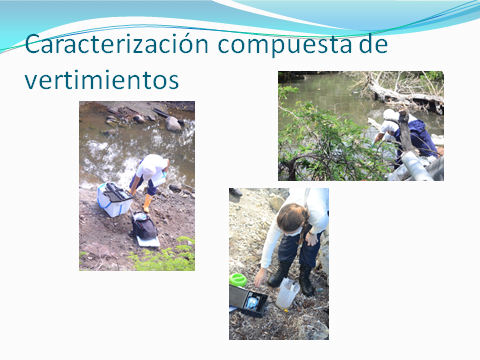 Caracterización compuesta de
vertimientos